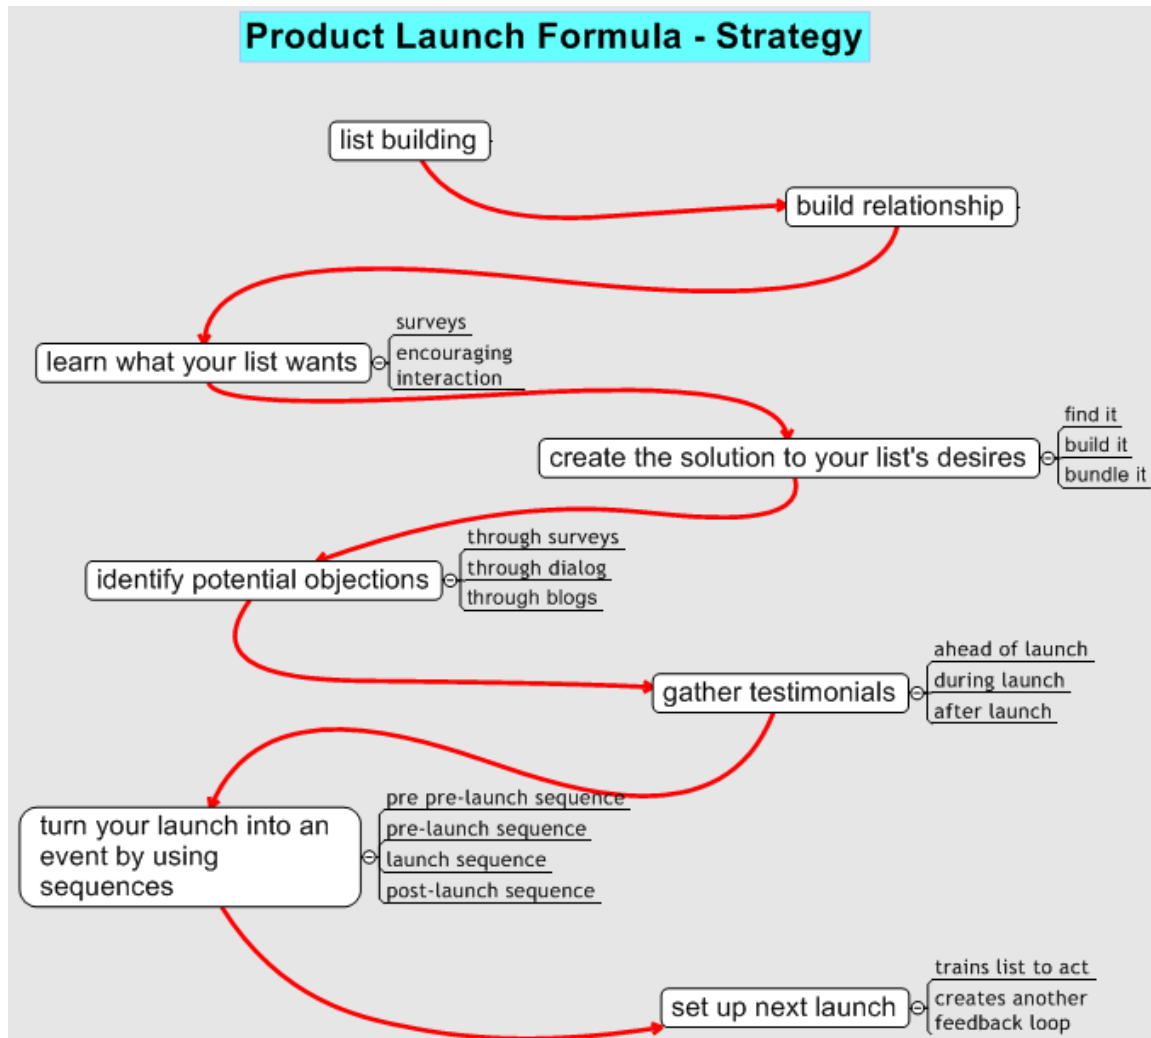 Product Launch Formula - Strategy
list building
build relationship
learn what your list wants
surveys
encouraging
interaction
create the solution to your list's desires
find it
build it
bundle it
identify potential objections
through surveys
through dialog
through blogs
gather testimonials
ahead of launch
during launch
after launch
turn your launch into an
event by using
sequences
pre pre-launch sequence
pre-launch sequence
launch sequence
post-launch sequence
set up next launch
trains list to act
creates another
feedback loop